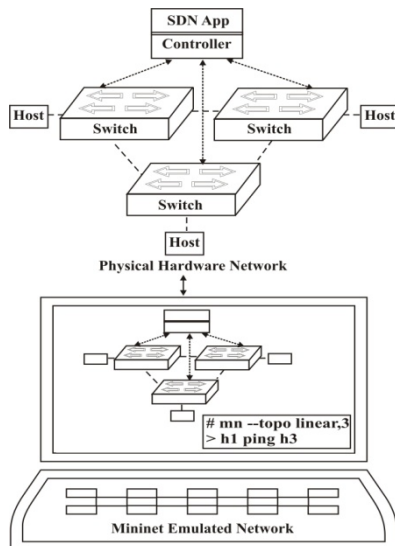 SDN App
Controller
Host
Host
Switch
Switch
Switch
Host
Physical Hardware Network
# mn --topo linear,3
> h1 ping h3
Mininet Emulated Network